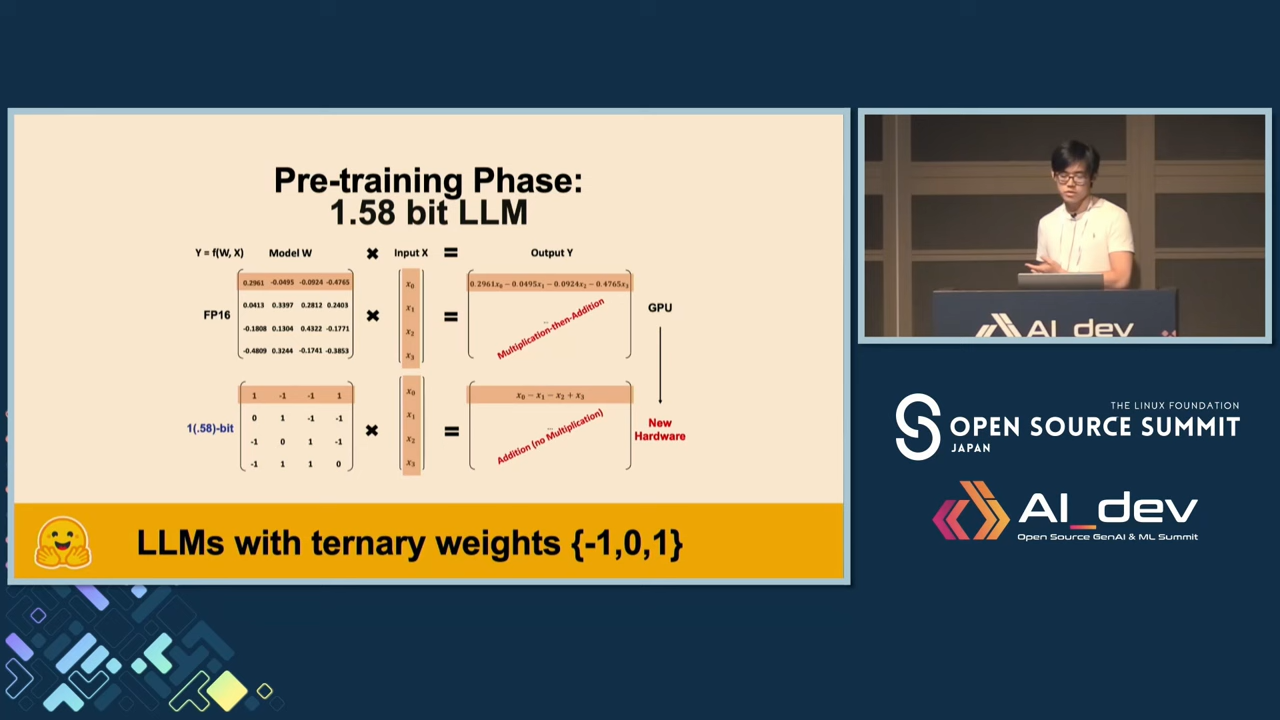 Pre-training Phase:
1.58 bit LLM
Y = f(W, X) Model W ✖ Input X = Output Y
FP16
0.2961 -0.0495 -0.0924 -0.4765
0.0413 0.3397 0.2812 0.2403
-0.1808 0.1304 0.4322 -0.1771
-0.4809 0.3244 -0.1741 -0.3853
✖
x₀
x₁
x₂
x₃
=
0.2961x₀ − 0.0495x₁ − 0.0924x₂ − 0.4765x₃
...
Multiplication-then-Addition
GPU
1(.58)-bit
1 -1 -1 1
0 1 -1 -1
-1 0 1 -1
-1 1 1 0
✖
x₀
x₁
x₂
x₃
=
x₀ − x₁ − x₂ + x₃
...
Addition (no Multiplication)
New
Hardware
LLMs with ternary weights {-1,0,1}
AI_dev
THE LINUX FOUNDATION
OPEN SOURCE SUMMIT
JAPAN
AI_dev
Open Source GenAI & ML Summit